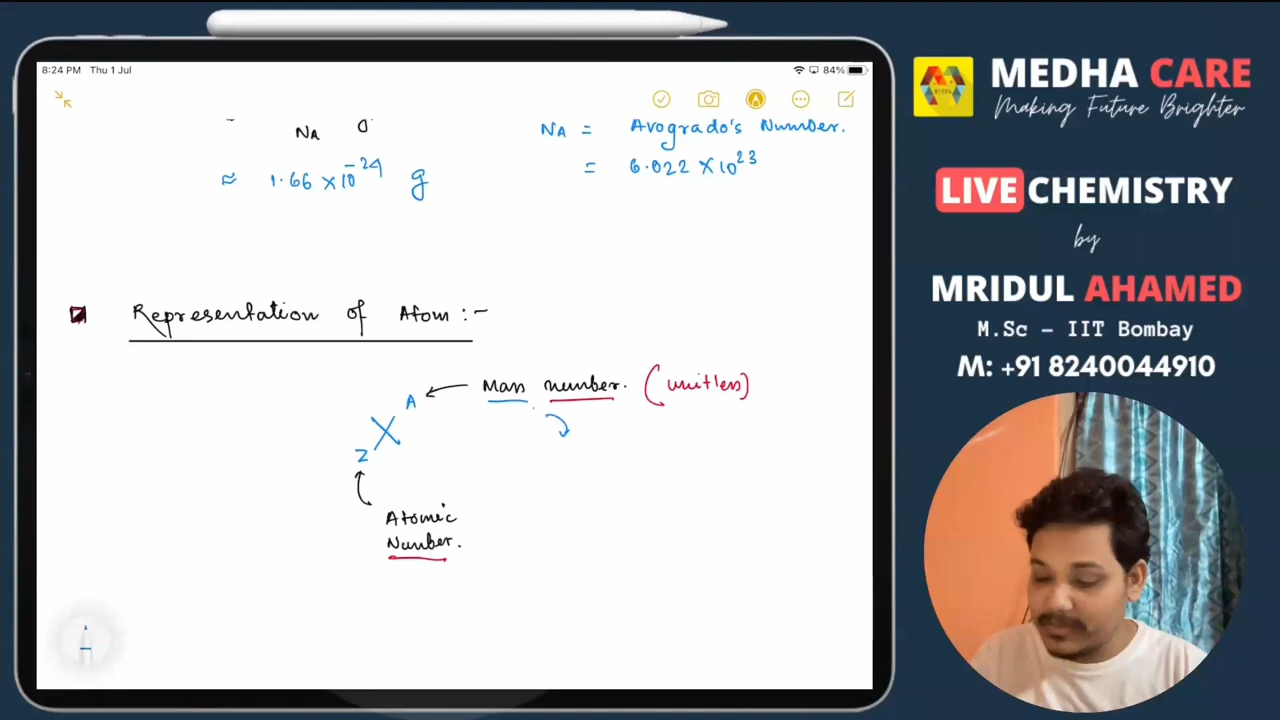 8:24 PM Thu 1 Jul
84%
NA
NA = Avogrado's Number.
≈ 1.66 × 10^-24 g
= 6.022 × 10^23
Representation of Atom :-
A ← Mass number. (unitless)
X
Z
Atomic
Number.
MEDHA CARE
Making Future Brighter
LIVE CHEMISTRY
by
MRIDUL AHAMED
M.Sc – IIT Bombay
M: +91 8240044910